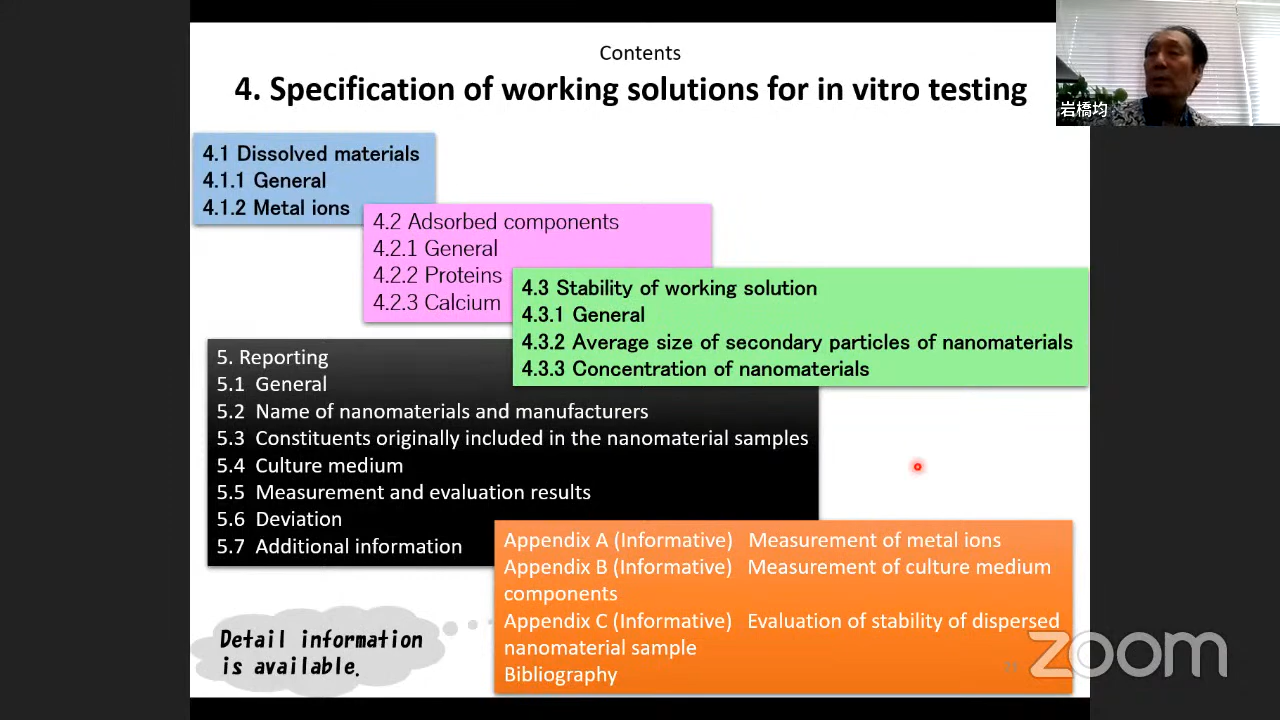 Contents
4. Specification of working solutions for in vitro testing
岩橋均
4.1 Dissolved materials
4.1.1 General
4.1.2 Metal ions
4.2 Adsorbed components
4.2.1 General
4.2.2 Proteins
4.2.3 Calcium
4.3 Stability of working solution
4.3.1 General
4.3.2 Average size of secondary particles of nanomaterials
4.3.3 Concentration of nanomaterials
5. Reporting
5.1 General
5.2 Name of nanomaterials and manufacturers
5.3 Constituents originally included in the nanomaterial samples
5.4 Culture medium
5.5 Measurement and evaluation results
5.6 Deviation
5.7 Additional information
Appendix A (Informative) Measurement of metal ions
Appendix B (Informative) Measurement of culture medium
components
Appendix C (Informative) Evaluation of stability of dispersed
nanomaterial sample
Bibliography
Detail information
is available.
zoom